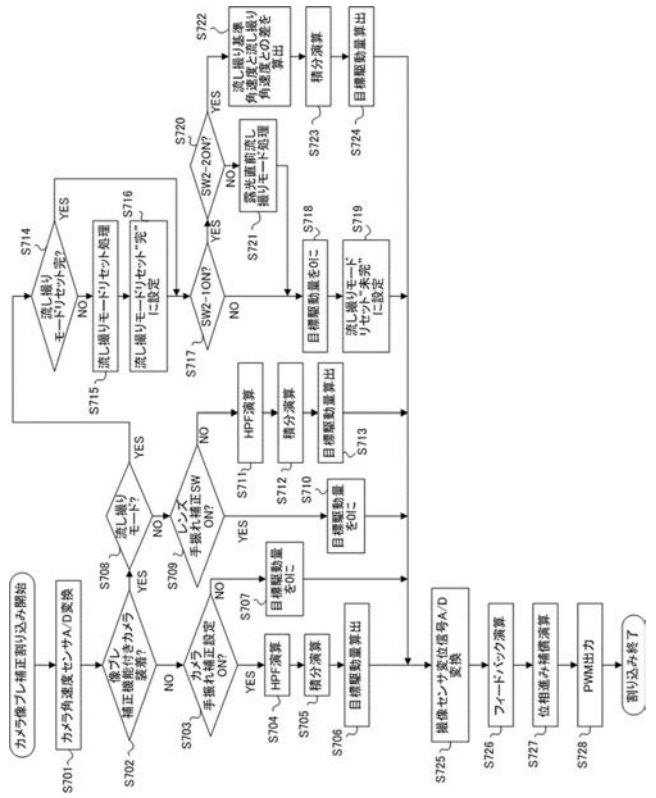 カメラ像ブレ補正割り込み開始
S701
カメラ角速度センサA/D変換
S702
像ブレ
補正機能付きカメラ
装着?
YES
NO
S703
カメラ
手振れ補正設定
ON?
NO
YES
S704
HPF演算
S705
積分演算
S706
目標駆動量算出
S707
目標駆動量
を0に
S708
流し撮り
モード?
YES
NO
S709
レンズ
手振れ補正SW
ON?
NO
YES
S710
目標駆動量
を0に
S711
HPF演算
S712
積分演算
目標駆動量算出
S713
S714
流し撮り
モードリセット完?
YES
NO
S715
流し撮りモードリセット処理
S716
流し撮りモードリセット“完”
に設定
S717
SW2-1ON?
YES
NO
S718
目標駆動量を0に
S719
流し撮りモード
リセット“未完”
に設定
S720
SW2-2ON?
YES
NO
S721
露光直前流し
撮りモード処理
S722
流し撮り基準
角速度と流し撮り
角速度との差を
算出
S723
積分演算
S724
目標駆動量算出
S725
撮像センサ変位信号A/D
変換
S726
フィードバック演算
S727
位相進み補償演算
S728
PWM出力
割り込み終了